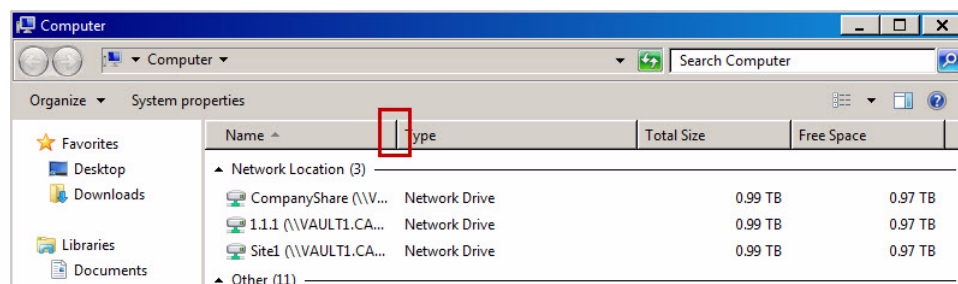 Computer
Computer
Search Computer
Organize System properties
Favorites
Desktop
Downloads
Libraries
Documents
Name Type Total Size Free Space
Network Location (3)
CompanyShare (\\V... Network Drive 0.99 TB 0.97 TB
1.1.1 (\\VAULT1.CA... Network Drive 0.99 TB 0.97 TB
Site1 (\\VAULT1.CA... Network Drive 0.99 TB 0.97 TB
Other (11)